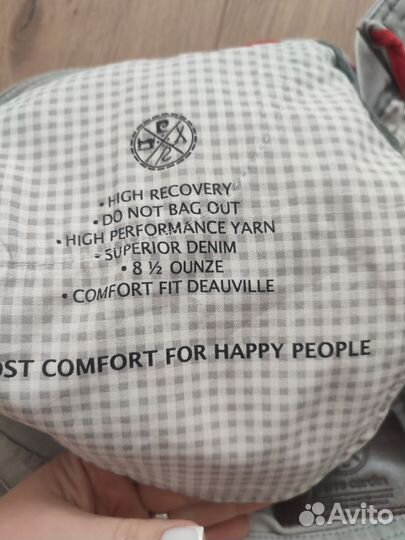 • HIGH RECOVERY
• DO NOT BAG OUT
• HIGH PERFORMANCE YARN
• SUPERIOR DENIM
• 8 ½ OUNZE
• COMFORT FIT DEAUVILLE
OST COMFORT FOR HAPPY PEOPLE
Avito